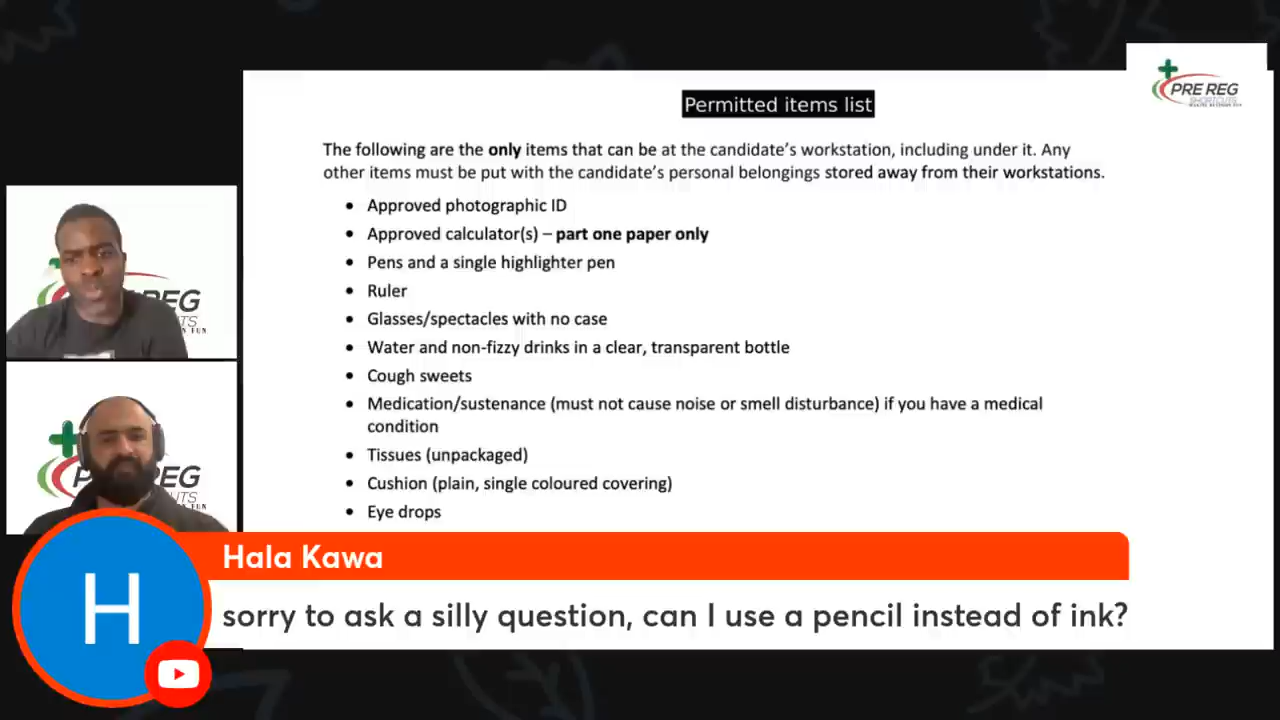 PRE REG
SHORTCUTS
Permitted items list
The following are the only items that can be at the candidate's workstation, including under it. Any
other items must be put with the candidate's personal belongings stored away from their workstations.
• Approved photographic ID
• Approved calculator(s) – part one paper only
• Pens and a single highlighter pen
• Ruler
• Glasses/spectacles with no case
• Water and non-fizzy drinks in a clear, transparent bottle
• Cough sweets
• Medication/sustenance (must not cause noise or smell disturbance) if you have a medical
condition
• Tissues (unpackaged)
• Cushion (plain, single coloured covering)
• Eye drops
H
Hala Kawa
sorry to ask a silly question, can I use a pencil instead of ink?